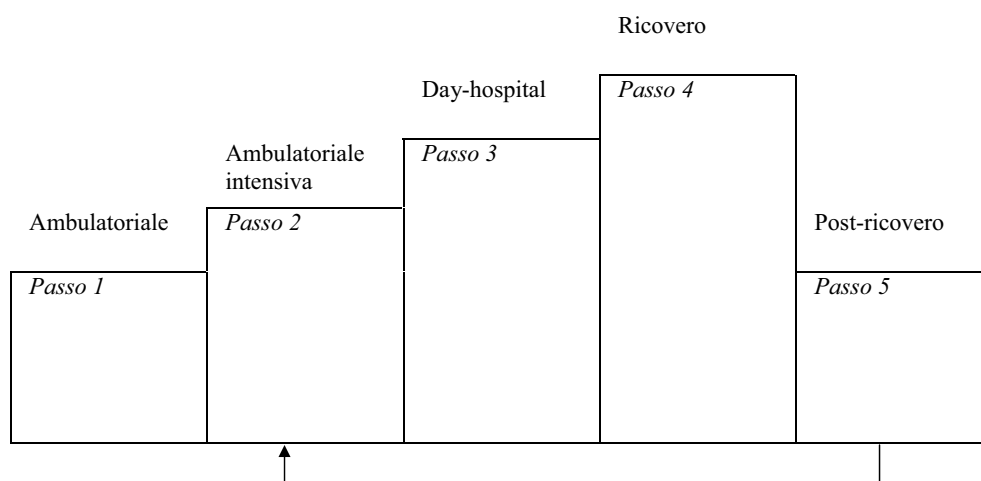 Ricovero
Day-hospital
Passo 4
Ambulatoriale
intensiva
Passo 3
Ambulatoriale
Passo 2
Post-ricovero
Passo 1
Passo 5